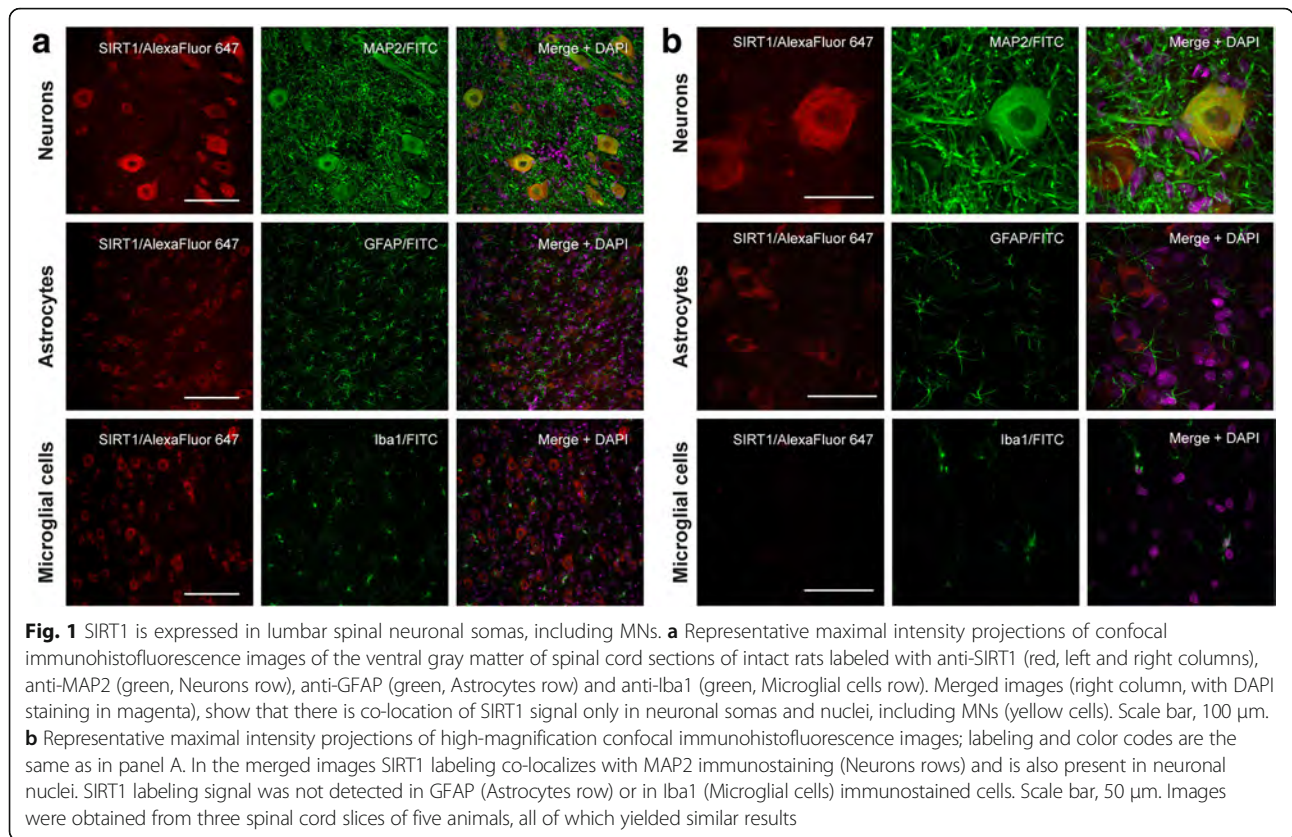 a
b
Neurons
SIRT1/AlexaFluor 647
MAP2/FITC
Merge + DAPI
SIRT1/AlexaFluor 647
MAP2/FITC
Merge + DAPI
Neurons
Astrocytes
SIRT1/AlexaFluor 647
GFAP/FITC
Merge + DAPI
SIRT1/AlexaFluor 647
GFAP/FITC
Merge + DAPI
Astrocytes
Microglial cells
SIRT1/AlexaFluor 647
Iba1/FITC
Merge + DAPI
SIRT1/AlexaFluor 647
Iba1/FITC
Merge + DAPI
Microglial cells
Fig. 1 SIRT1 is expressed in lumbar spinal neuronal somas, including MNs. a Representative maximal intensity projections of confocal
immunohistofluorescence images of the ventral gray matter of spinal cord sections of intact rats labeled with anti-SIRT1 (red, left and right columns),
anti-MAP2 (green, Neurons row), anti-GFAP (green, Astrocytes row) and anti-Iba1 (green, Microglial cells row). Merged images (right column, with DAPI
staining in magenta), show that there is co-location of SIRT1 signal only in neuronal somas and nuclei, including MNs (yellow cells). Scale bar, 100 μm.
b Representative maximal intensity projections of high-magnification confocal immunohistofluorescence images; labeling and color codes are the
same as in panel A. In the merged images SIRT1 labeling co-localizes with MAP2 immunostaining (Neurons rows) and is also present in neuronal
nuclei. SIRT1 labeling signal was not detected in GFAP (Astrocytes row) or in Iba1 (Microglial cells) immunostained cells. Scale bar, 50 μm. Images
were obtained from three spinal cord slices of five animals, all of which yielded similar results